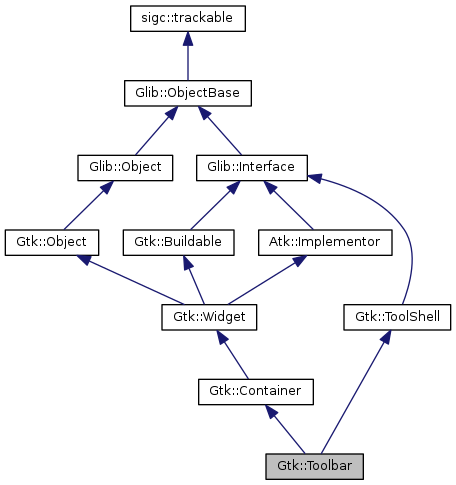 sigc::trackable
Glib::ObjectBase
Glib::Object
Glib::Interface
Gtk::Object
Gtk::Buildable
Atk::Implementor
Gtk::Widget
Gtk::ToolShell
Gtk::Container
Gtk::Toolbar